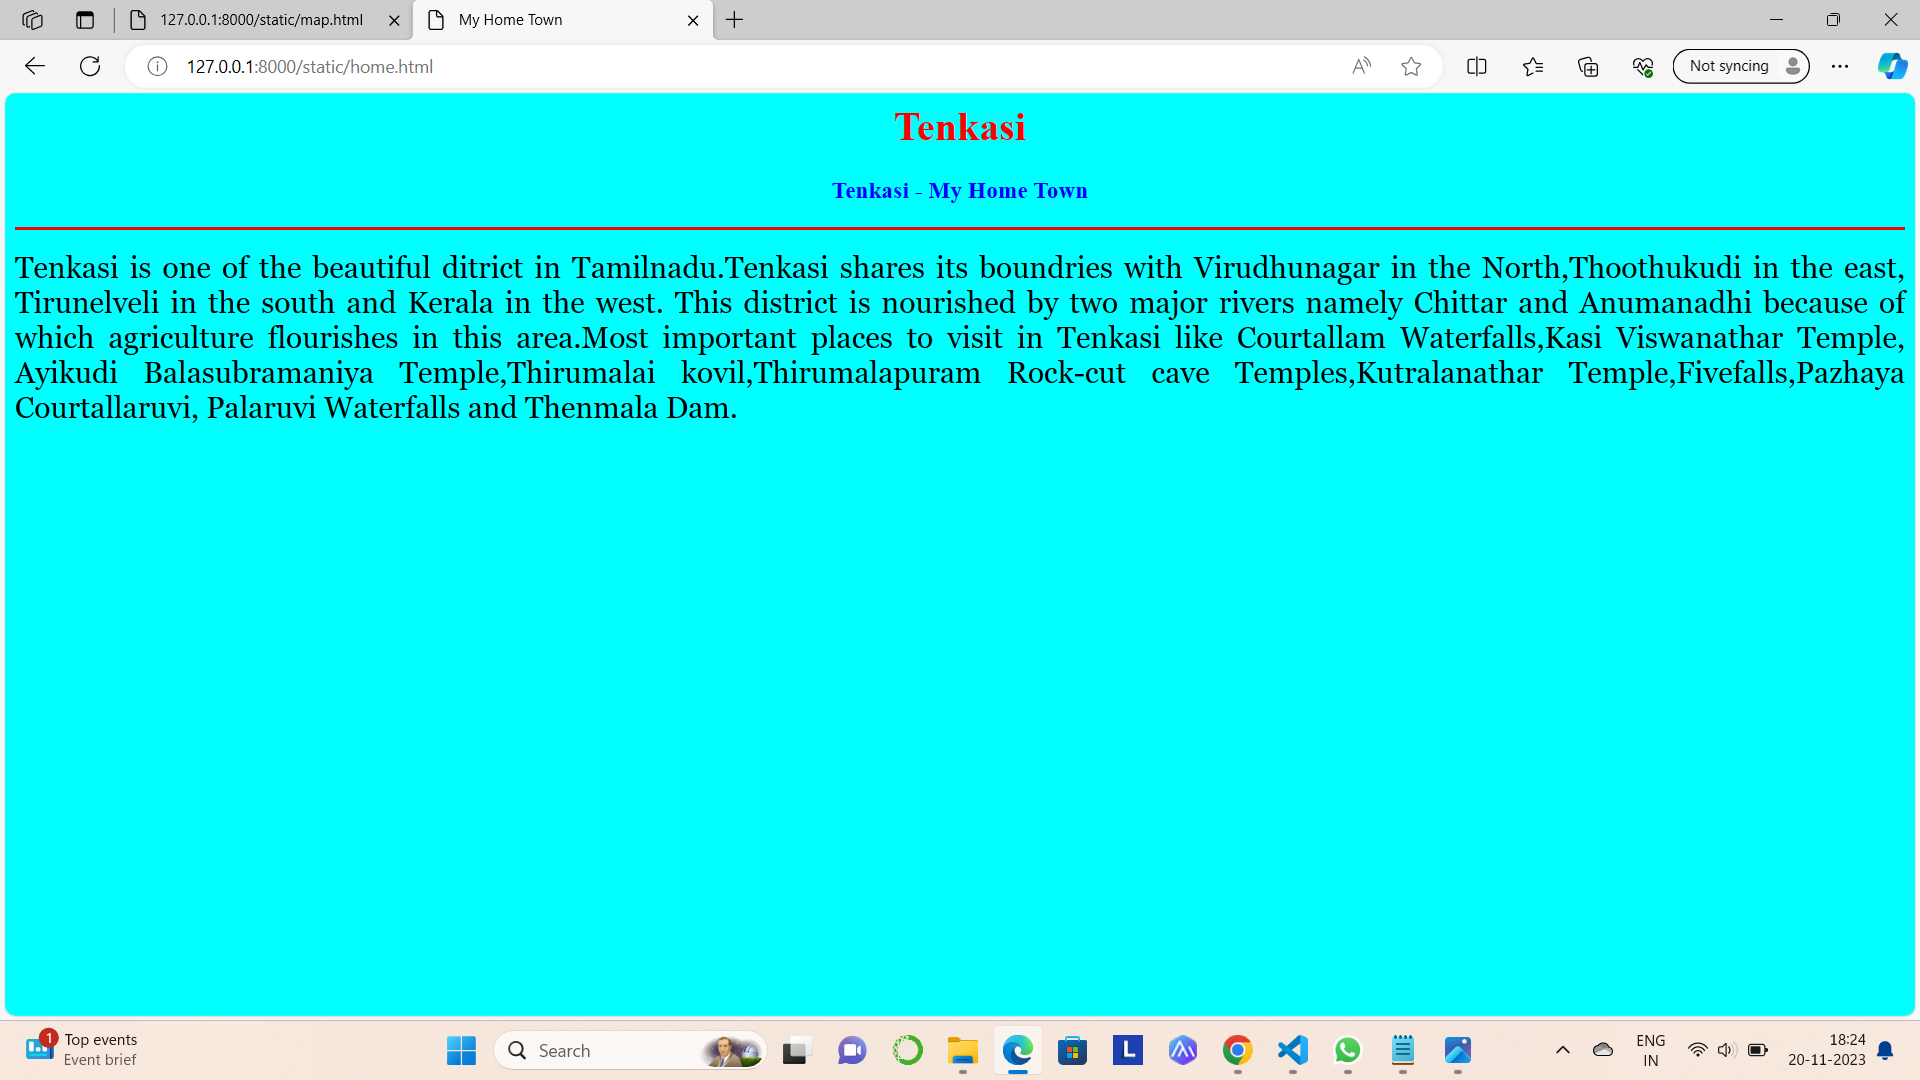 127.0.0.1:8000/static/map.html
My Home Town
127.0.0.1:8000/static/home.html
Not syncing
Tenkasi
Tenkasi - My Home Town
Tenkasi is one of the beautiful ditrict in Tamilnadu.Tenkasi shares its boundries with Virudhunagar in the North,Thoothukudi in the east,
Tirunelveli in the south and Kerala in the west. This district is nourished by two major rivers namely Chittar and Anumanadhi because of
which agriculture flourishes in this area.Most important places to visit in Tenkasi like Courtallam Waterfalls,Kasi Viswanathar Temple,
Ayikudi Balasubramaniya Temple,Thirumalai kovil,Thirumalapuram Rock-cut cave Temples,Kutralanathar Temple,Fivefalls,Pazhaya
Courtallaruvi, Palaruvi Waterfalls and Thenmala Dam.
1
Top events
Event brief
Search
L
ENG
IN
18:24
20-11-2023